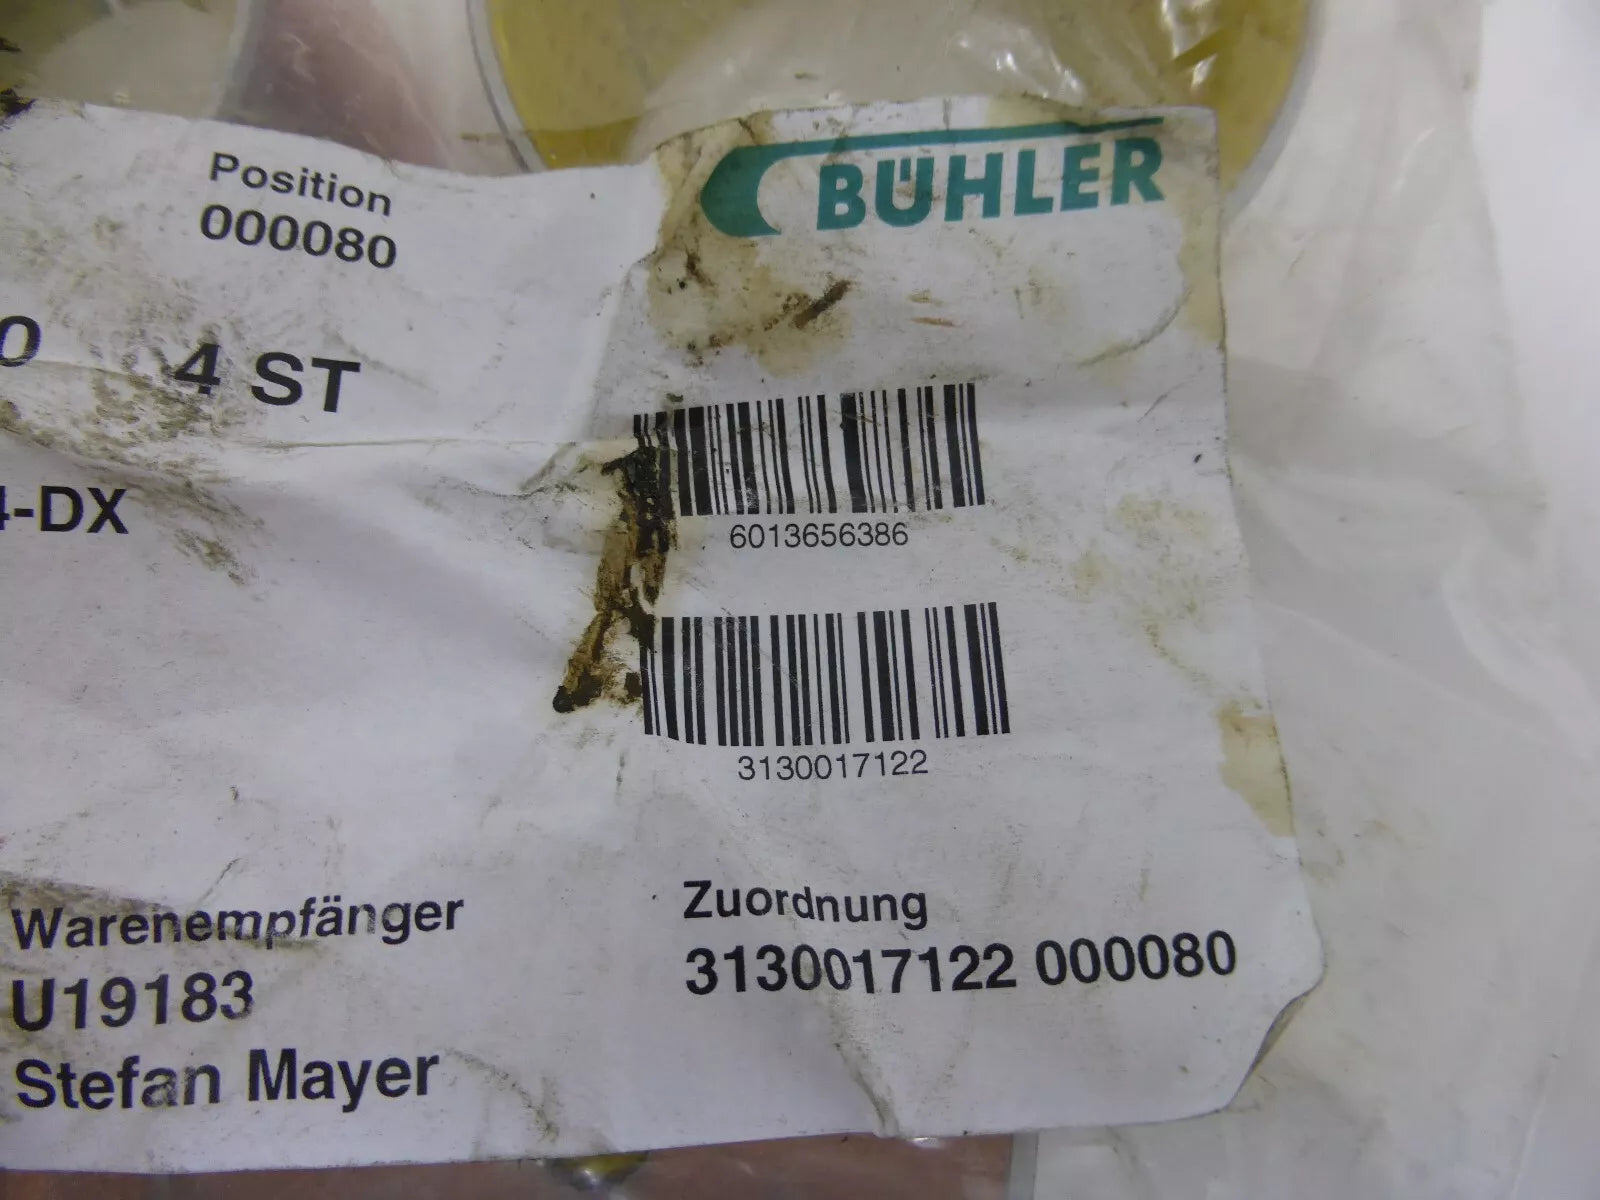 BÜHLER
Position
000080
0 4 ST
4-DX
6013656386
3130017122
Warenempfänger
U19183
Stefan Mayer
Zuordnung
3130017122 000080